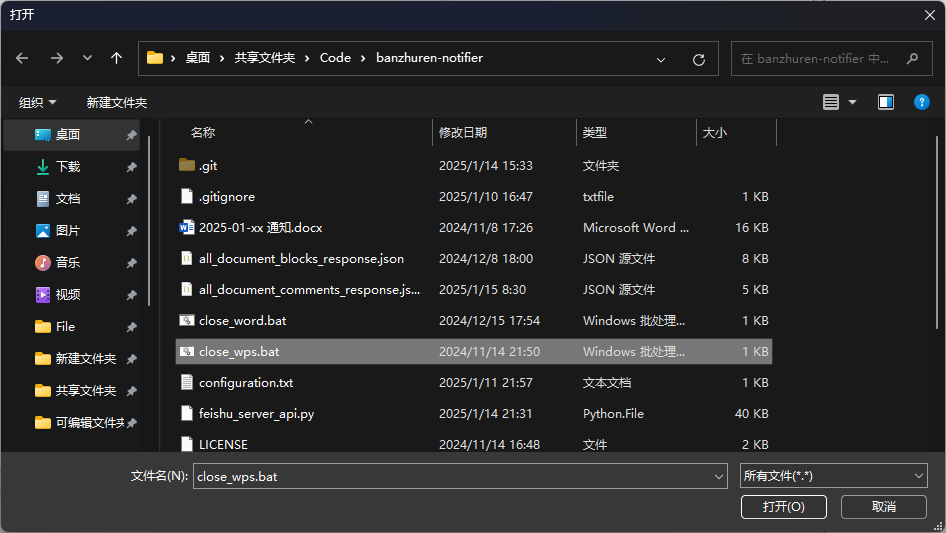 打开
桌面 共享文件夹 Code banzhuren-notifier
在 banzhuren-notifier 中...
组织 新建文件夹
桌面
下载
文档
图片
音乐
视频
File
新建文件夹
共享文件夹
可编辑文件夹
名称 修改日期 类型 大小
.git 2025/1/14 15:33 文件夹
.gitignore 2025/1/10 16:47 txtfile 1 KB
2025-01-xx 通知.docx 2024/11/8 17:26 Microsoft Word ... 16 KB
all_document_blocks_response.json 2024/12/8 18:00 JSON 源文件 8 KB
all_document_comments_response.js... 2025/1/15 8:30 JSON 源文件 5 KB
close_word.bat 2024/12/15 17:54 Windows 批处理... 1 KB
close_wps.bat 2024/11/14 21:50 Windows 批处理... 1 KB
configuration.txt 2025/1/11 21:57 文本文档 1 KB
feishu_server_api.py 2025/1/14 21:31 Python.File 40 KB
LICENSE 2024/11/14 16:48 文件 2 KB
文件名(N): close_wps.bat 所有文件(*.*)
打开(O) 取消